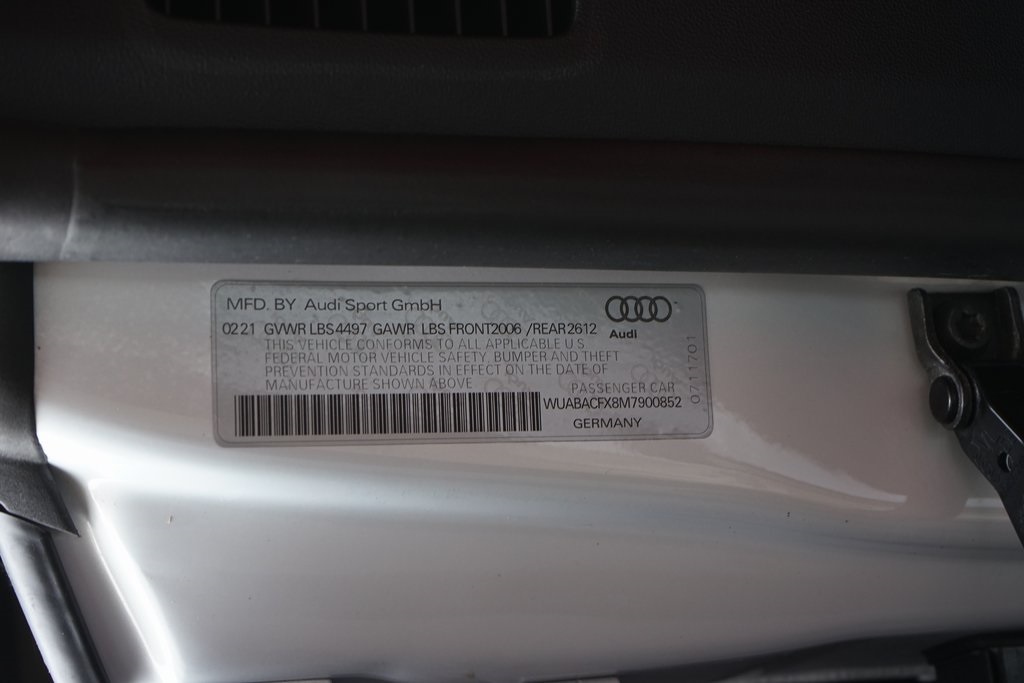 MFD. BY Audi Sport GmbH
0221 GVWR LBS4497 GAWR LBS FRONT2006 /REAR2612
THIS VEHICLE CONFORMS TO ALL APPLICABLE U S
FEDERAL MOTOR VEHICLE SAFETY, BUMPER AND THEFT
PREVENTION STANDARDS IN EFFECT ON THE DATE OF
MANUFACTURE SHOWN ABOVE
PASSENGER CAR
WUABACFX8M7900852
GERMANY
Audi
0711701